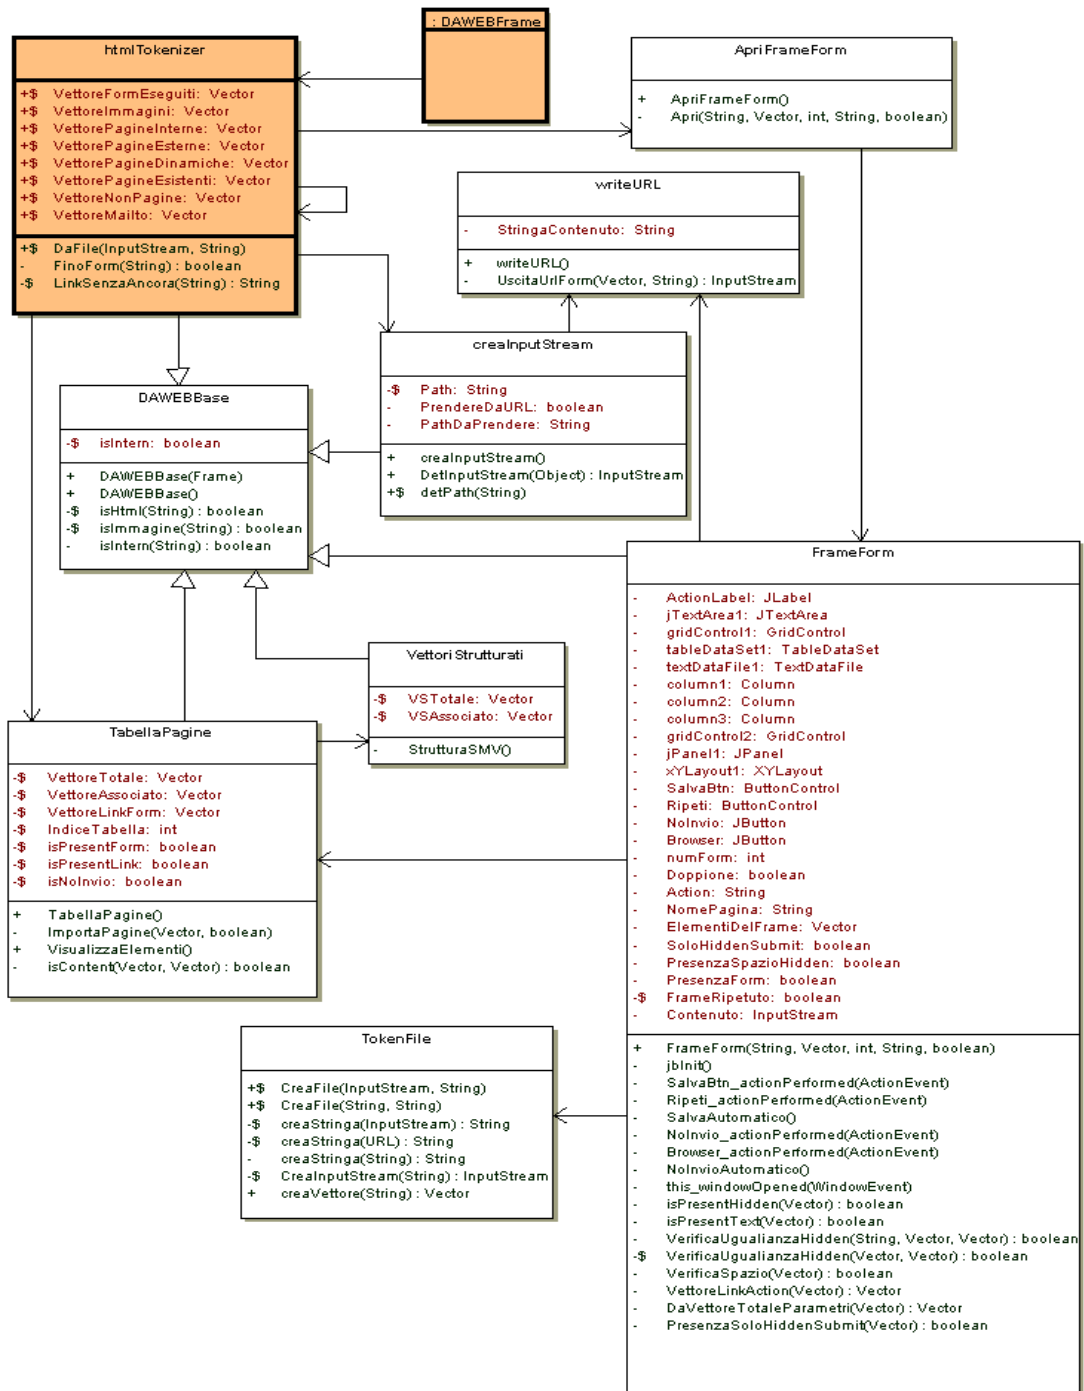 : DAWEBFrame
htmlTokenizer
+$ VettoreFormEseguiti: Vector
+$ VettoreImmagini: Vector
+$ VettorePagineInterne: Vector
+$ VettorePagineEsterne: Vector
+$ VettorePagineDinamiche: Vector
+$ VettorePagineEsistenti: Vector
+$ VettoreNonPagine: Vector
+$ VettoreMailto: Vector
+$ DaFile(InputStream, String)
- FinoForm(String) : boolean
-$ LinkSenzaAncora(String) : String
ApriFrameForm
+ ApriFrameForm()
- Apri(String, Vector, int, String, boolean)
writeURL
- StringaContenuto: String
+ writeURL()
- UscitaUrlForm(Vector, String) : InputStream
creaInputStream
-$ Path: String
- PrendereDaURL: boolean
- PathDaPrendere: String
+ creaInputStream()
+ DetInputStream(Object) : InputStream
+$ detPath(String)
DAWEBBase
-$ isIntern: boolean
+ DAWEBBase(Frame)
+ DAWEBBase()
-$ isHtml(String) : boolean
-$ isImmagine(String) : boolean
- isIntern(String) : boolean
FrameForm
- ActionLabel: JLabel
- jTextArea1: JTextArea
- gridControl1: GridControl
- tableDataSet1: TableDataSet
- textDataFile1: TextDataFile
- column1: Column
- column2: Column
- column3: Column
- gridControl2: GridControl
- jPanel1: JPanel
- xYLayout1: XYLayout
- SalvaBtn: ButtonControl
- Ripeti: ButtonControl
- NoInvio: JButton
- Browser: JButton
- numForm: int
- Doppione: boolean
- Action: String
- NomePagina: String
- ElementiDelFrame: Vector
- SoloHiddenSubmit: boolean
- PresenzaSpazioHidden: boolean
- PresenzaForm: boolean
-$ FrameRipetuto: boolean
- Contenuto: InputStream
+ FrameForm(String, Vector, int, String, boolean)
- jbInit()
- SalvaBtn_actionPerformed(ActionEvent)
- Ripeti_actionPerformed(ActionEvent)
- SalvaAutomatico()
- NoInvio_actionPerformed(ActionEvent)
- Browser_actionPerformed(ActionEvent)
- NoInvioAutomatico()
- this_windowOpened(WindowEvent)
- isPresentHidden(Vector) : boolean
- isPresentText(Vector) : boolean
- VerificaUgualianzaHidden(String, Vector, Vector) : boolean
-$ VerificaUgualianzaHidden(Vector, Vector) : boolean
- VerificaSpazio(Vector) : boolean
- VettoreLinkAction(Vector) : Vector
- DaVettoreTotaleParametri(Vector) : Vector
- PresenzaSoloHiddenSubmit(Vector) : boolean
VettoriStrutturati
-$ VSTotale: Vector
-$ VSAssociato: Vector
- StrutturaSMV()
TabellaPagine
-$ VettoreTotale: Vector
-$ VettoreAssociato: Vector
-$ VettoreLinkForm: Vector
-$ IndiceTabella: int
-$ isPresentForm: boolean
-$ isPresentLink: boolean
-$ isNoInvio: boolean
+ TabellaPagine()
- ImportaPagine(Vector, boolean)
+ VisualizzaElementi()
- isContent(Vector, Vector) : boolean
TokenFile
+$ CreaFile(InputStream, String)
+$ CreaFile(String, String)
-$ creaStringa(InputStream) : String
-$ creaStringa(URL) : String
- creaStringa(String) : String
-$ CreaInputStream(String) : InputStream
+ creaVettore(String) : Vector